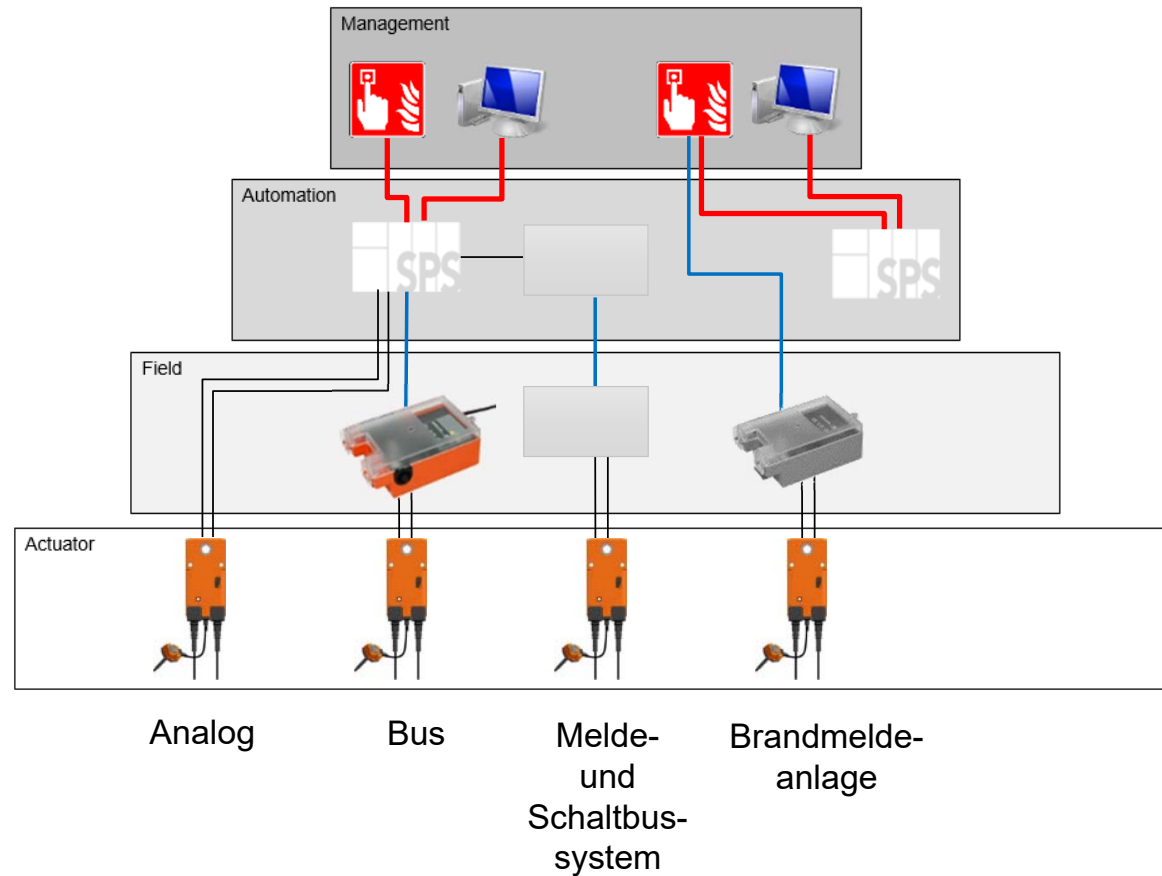 Management
Automation
SPS
SPS
Field
Actuator
Analog
Bus
Melde-
und
Schaltbus-
system
Brandmelde-
anlage